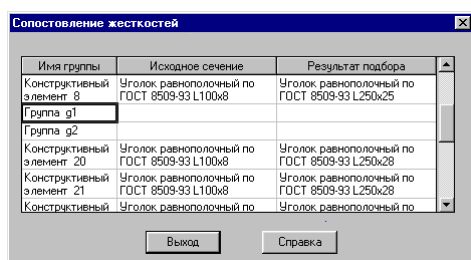 Сопостовление жесткостей
Имя группы Исходное сечение Результат подбора
Конструктивный Уголок равнополочный по Уголок равнополочный по
элемент 8 ГОСТ 8509-93 L100x8 ГОСТ 8509-93 L250x25
Группа g1
Группа g2
Конструктивный Уголок равнополочный по Уголок равнополочный по
элемент 20 ГОСТ 8509-93 L100x8 ГОСТ 8509-93 L250x28
Конструктивный Уголок равнополочный по Уголок равнополочный по
элемент 21 ГОСТ 8509-93 L100x8 ГОСТ 8509-93 L250x28
Конструктивный Уголок равнополочный по Уголок равнополочный по
Выход Справка